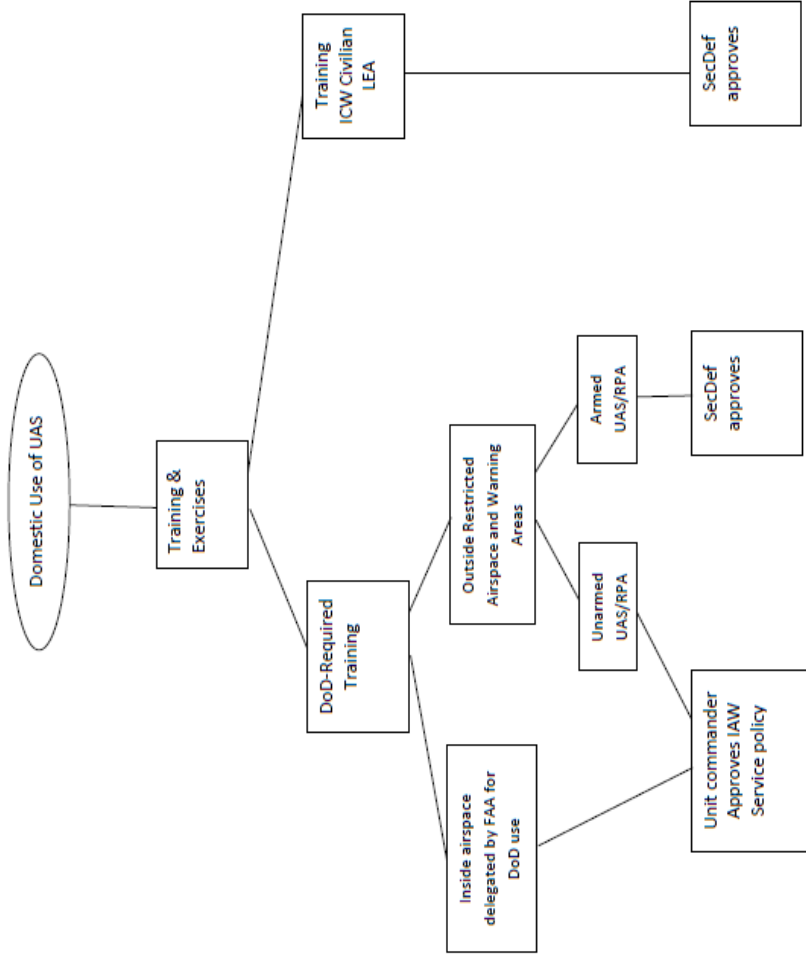 Domestic Use of UAS
Training &
Exercises
DoD-Required
Training
Training
ICW Civilian
LEA
Inside airspace
delegated by FAA for
DoD use
Outside Restricted
Airspace and Warning
Areas
Unarmed
UAS/RPA
Armed
UAS/RPA
Unit commander
Approves IAW
Service policy
SecDef
approves
SecDef
approves